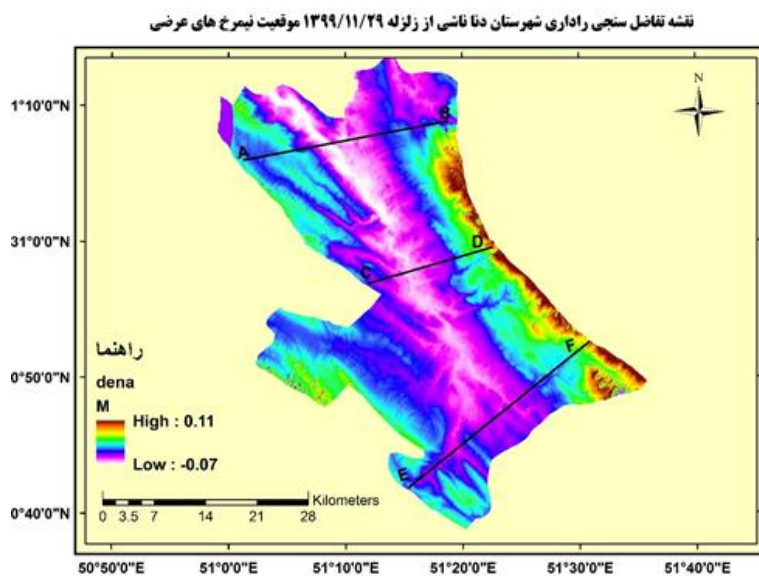 نقشه تفاضل سنجی راداری شهرستان دنا ناشی از زلزله ۱۳۹۹/۱۱/۲۹ موقعیت نیمرخ های عرضی
N
1°10'0"N
B
A
31°0'0"N
D
C
راهنما
dena
M
High : 0.11
Low : -0.07
F
0°50'0"N
E
Kilometers
0 3.5 7 14 21 28
0°40'0"N
50°50'0"E 51°0'0"E 51°10'0"E 51°20'0"E 51°30'0"E 51°40'0"E